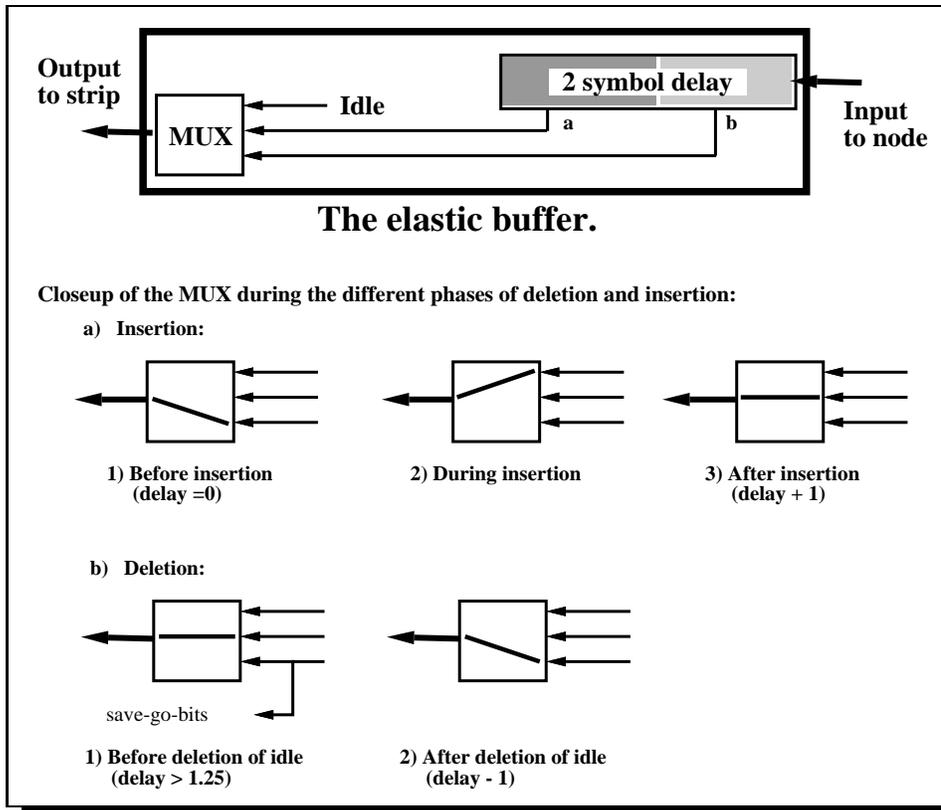 Output
to strip
2 symbol delay
Idle
MUX
a
b
Input
to node
The elastic buffer.
Closeup of the MUX during the different phases of deletion and insertion:
a) Insertion:
1) Before insertion
(delay =0)
2) During insertion
3) After insertion
(delay + 1)
b) Deletion:
save-go-bits
1) Before deletion of idle
(delay > 1.25)
2) After deletion of idle
(delay - 1)